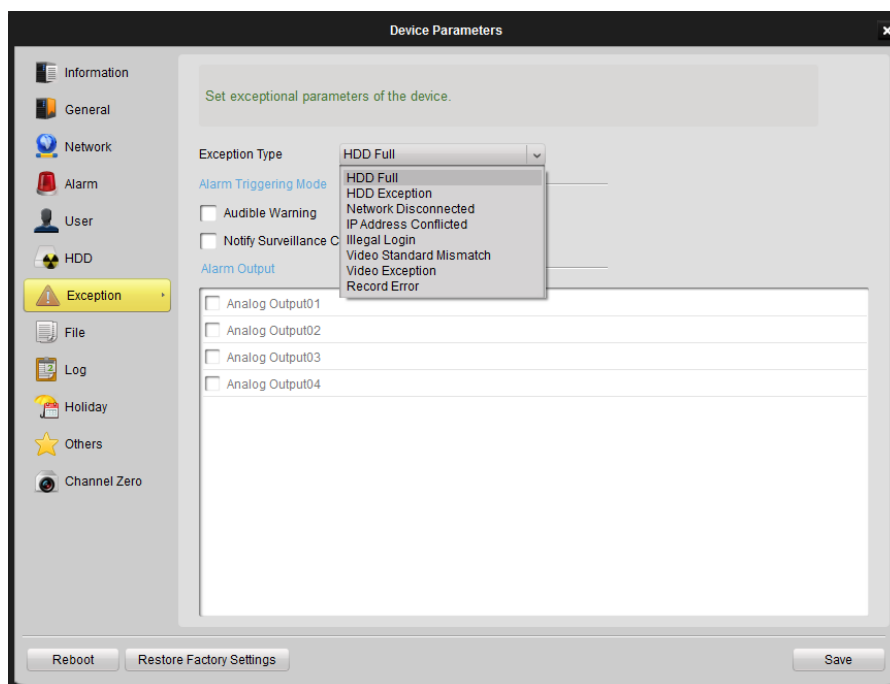 Device Parameters
Information
General
Network
Alarm
User
HDD
Exception
File
Log
Holiday
Others
Channel Zero
Set exceptional parameters of the device.
Exception Type
HDD Full
HDD Full
HDD Exception
Network Disconnected
IP Address Conflicted
Illegal Login
Video Standard Mismatch
Video Exception
Record Error
Alarm Triggering Mode
Audible Warning
Notify Surveillance C
Alarm Output
Analog Output01
Analog Output02
Analog Output03
Analog Output04
Reboot
Restore Factory Settings
Save